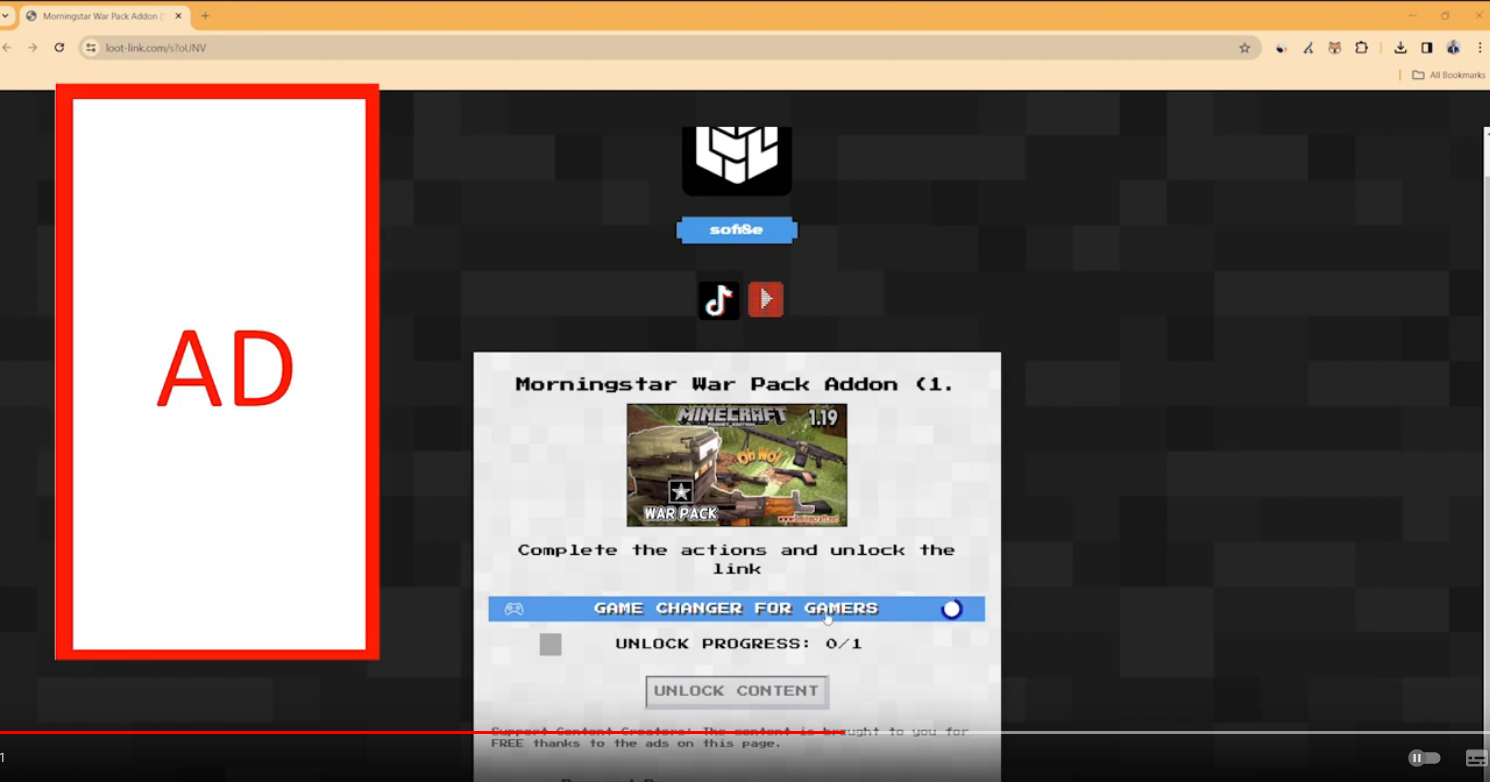 Morningstar War Pack Addon (
loot-link.com/s?oUNV
All Bookmarks
AD
sofi8e
Morningstar War Pack Addon (1.
MINECRAFT 1.19
POCKET EDITION
Oh No!
WAR PACK
Complete the actions and unlock the
link
GAME CHANGER FOR GAMERS
UNLOCK PROGRESS: 0/1
UNLOCK CONTENT
Support Content Creators! The content is brought to you for
FREE thanks to the ads on this page.
1